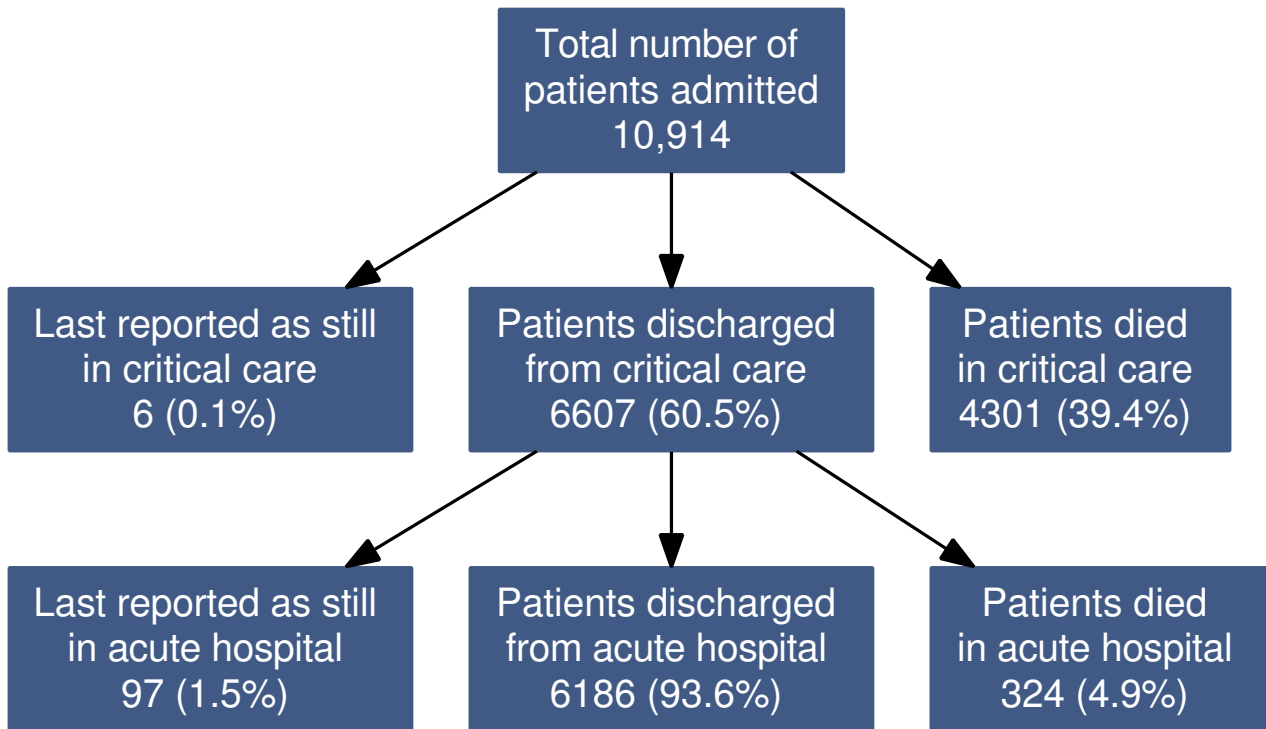 Total number of
patients admitted
10,914
Last reported as still
in critical care
6 (0.1%)
Patients discharged
from critical care
6607 (60.5%)
Patients died
in critical care
4301 (39.4%)
Last reported as still
in acute hospital
97 (1.5%)
Patients discharged
from acute hospital
6186 (93.6%)
Patients died
in acute hospital
324 (4.9%)